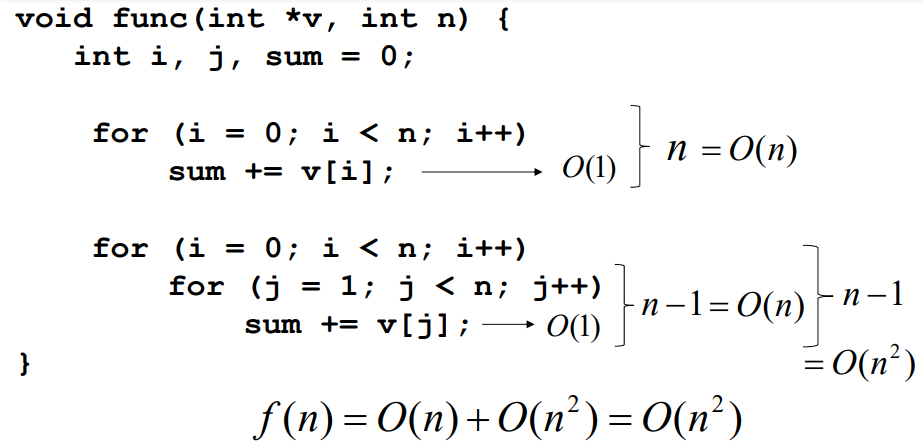 void func(int *v, int n) {
int i, j, sum = 0;
for (i = 0; i < n; i++)
sum += v[i]; O(1) n = O(n)
for (i = 0; i < n; i++)
for (j = 1; j < n; j++)
sum += v[j]; O(1) n−1 = O(n) n−1
} = O(n²)
f(n) = O(n) + O(n²) = O(n²)